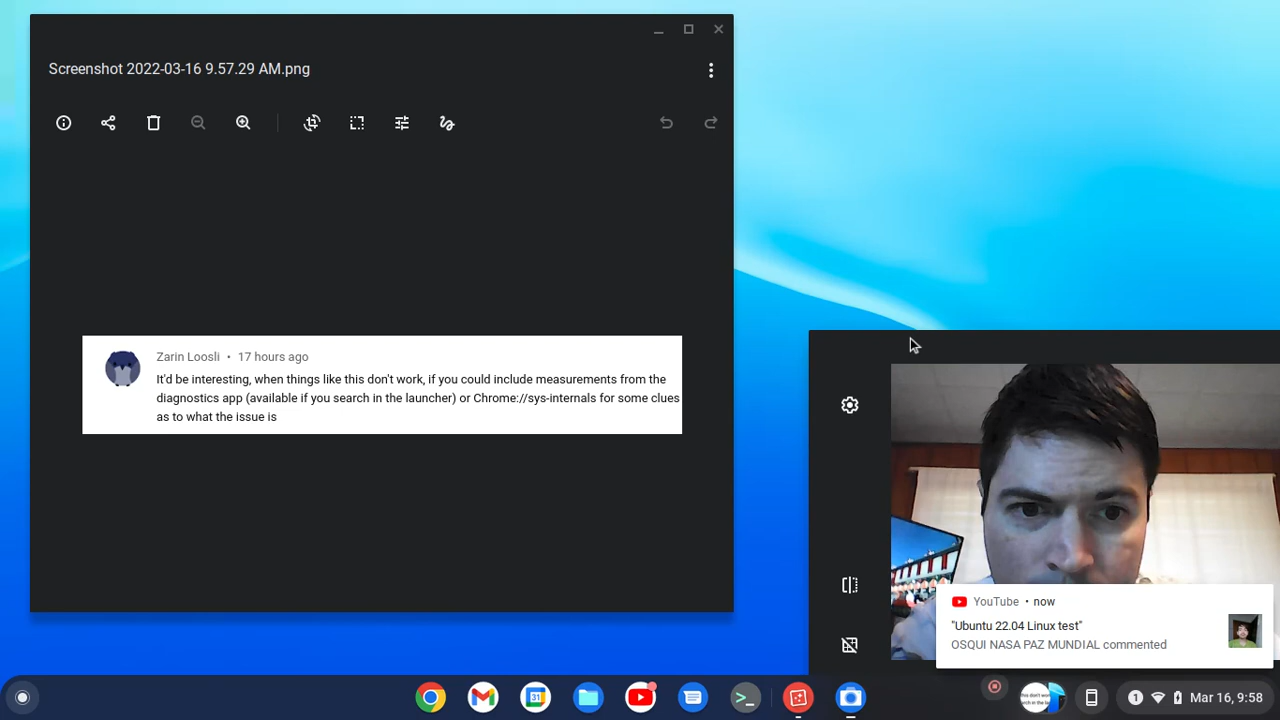 Screenshot 2022-03-16 9.57.29 AM.png
Zarin Loosli • 17 hours ago
It'd be interesting, when things like this don't work, if you could include measurements from the
diagnostics app (available if you search in the launcher) or Chrome://sys-internals for some clues
as to what the issue is
YouTube • now
"Ubuntu 22.04 Linux test"
OSQUI NASA PAZ MUNDIAL commented
31
1
Mar 16, 9:58